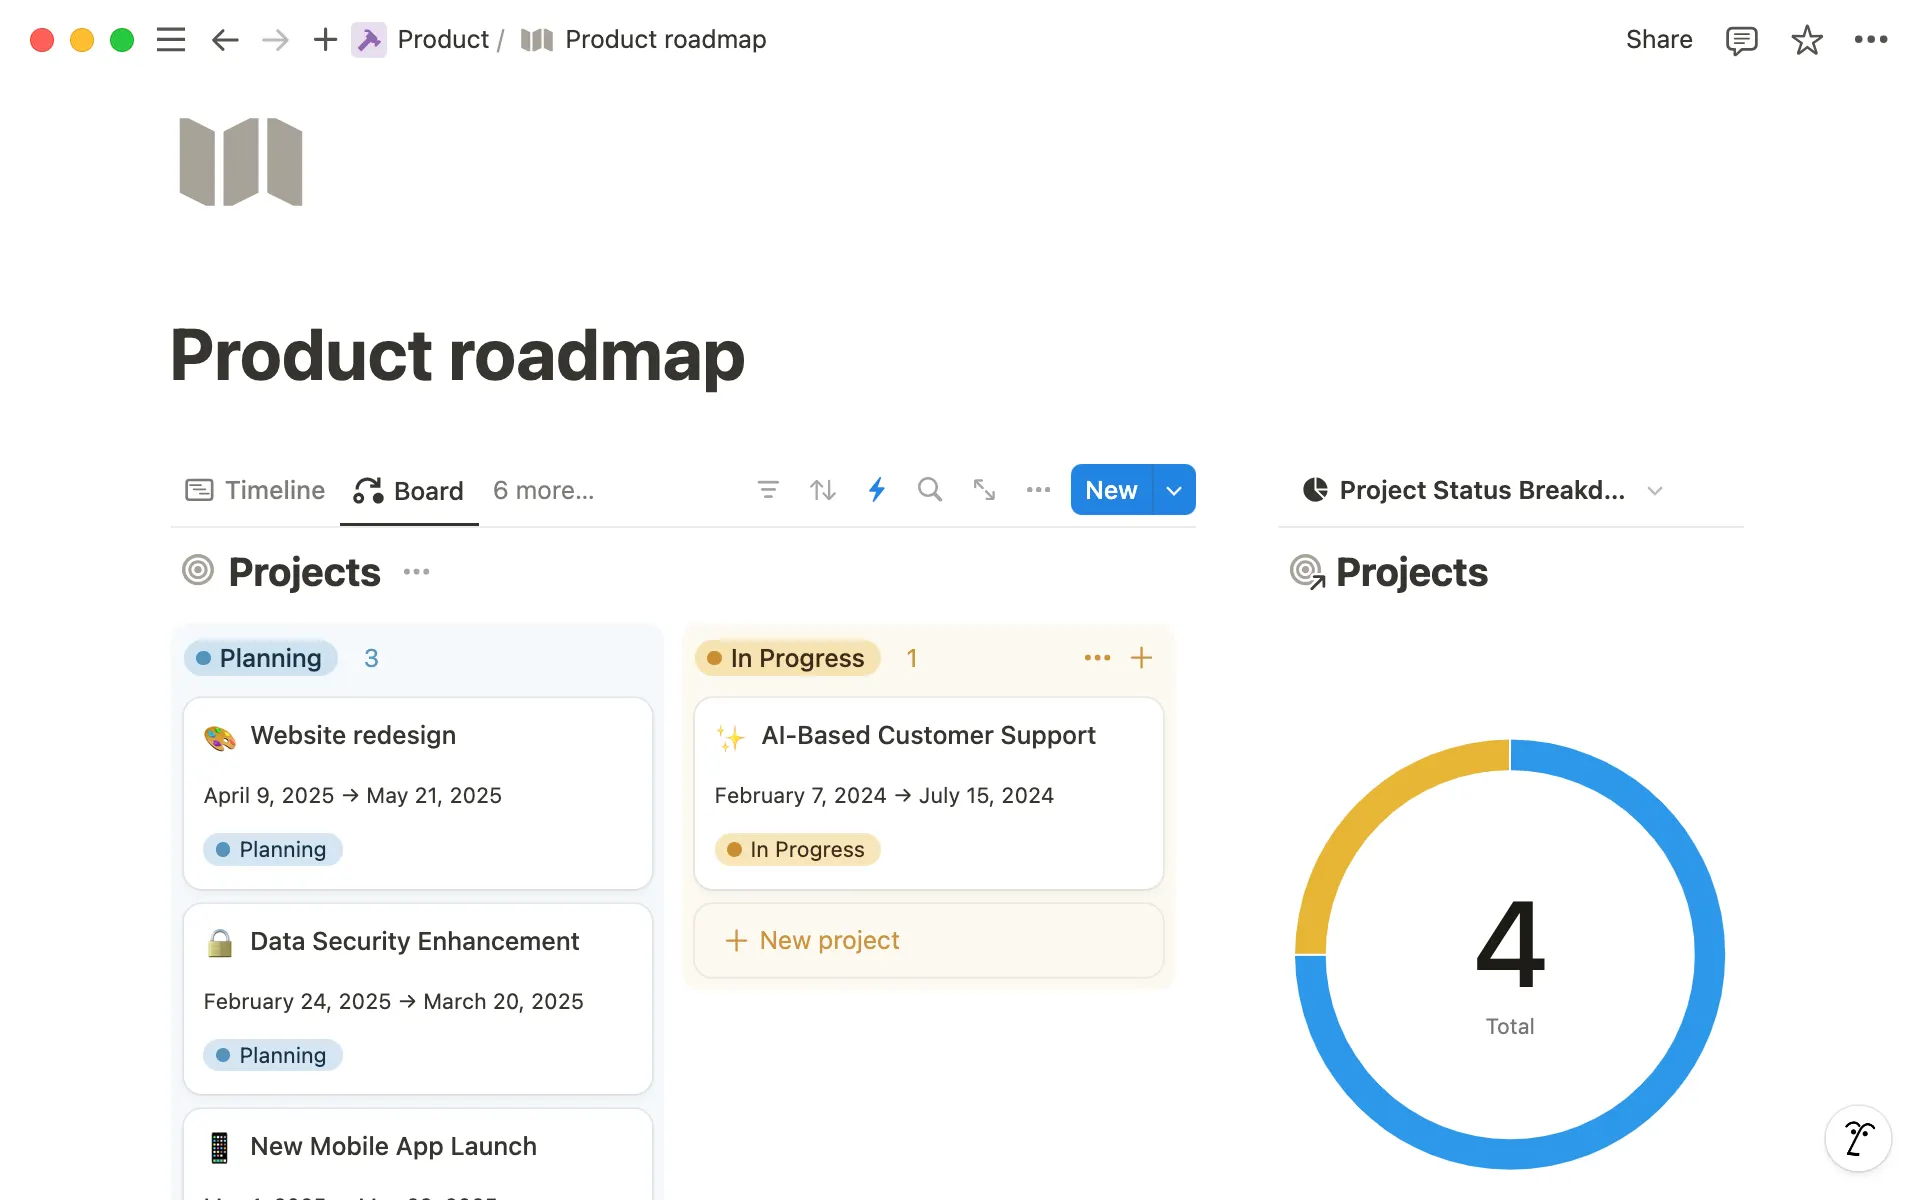 Product / Product roadmap
Share
Product roadmap
Timeline Board 6 more... New
Project Status Breakd...
Projects
Projects
Planning 3
In Progress 1
Website redesign
April 9, 2025 → May 21, 2025
Planning
Data Security Enhancement
February 24, 2025 → March 20, 2025
Planning
New Mobile App Launch
AI-Based Customer Support
February 7, 2024 → July 15, 2024
In Progress
New project
4
Total